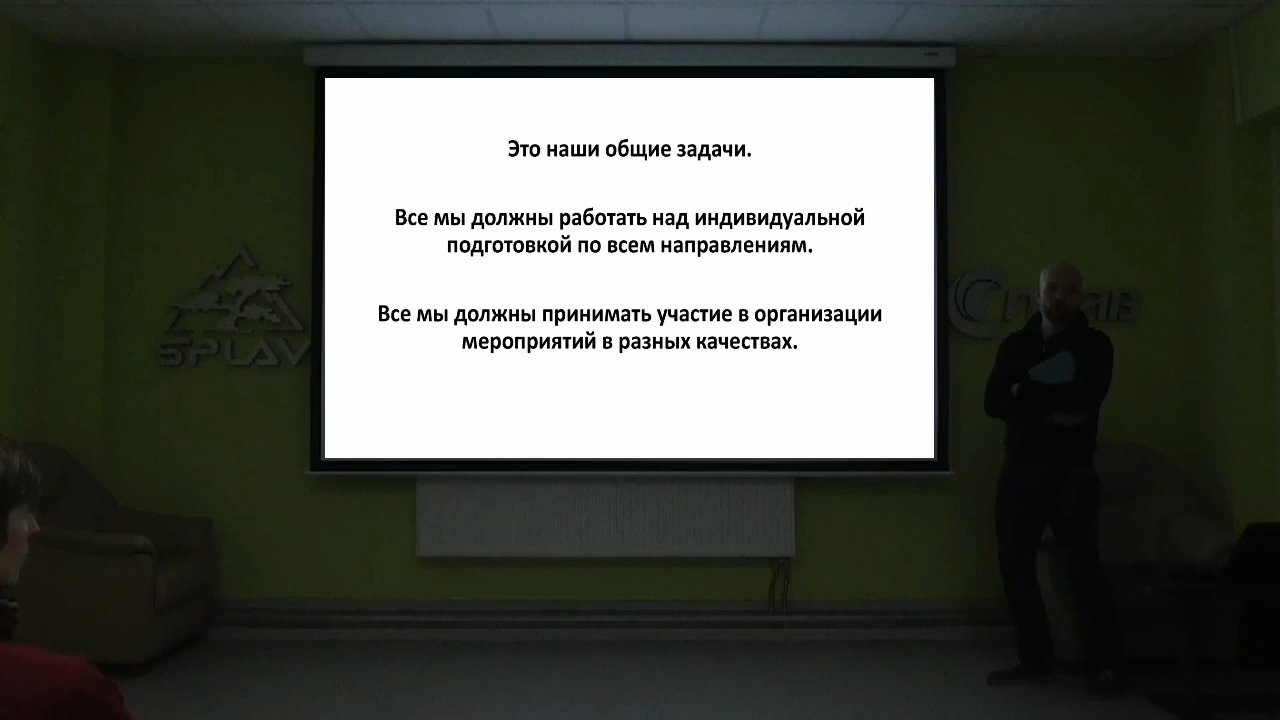 Это наши общие задачи.
Все мы должны работать над индивидуальной
подготовкой по всем направлениям.
Все мы должны принимать участие в организации
мероприятий в разных качествах.
SPLAV